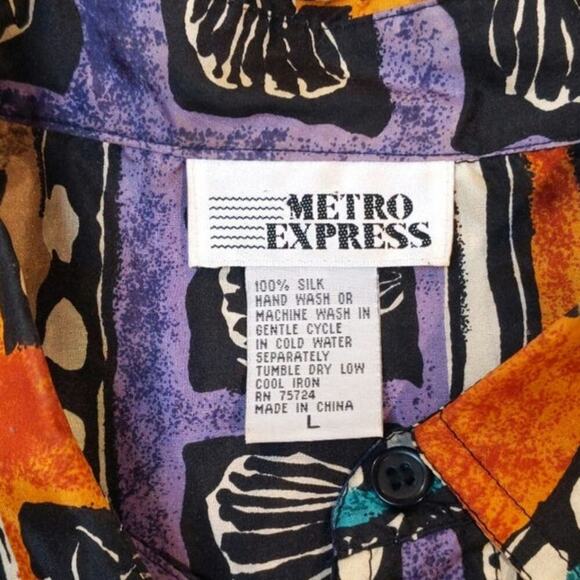 METRO
EXPRESS
100% SILK
HAND WASH OR
MACHINE WASH IN
GENTLE CYCLE
IN COLD WATER
SEPARATELY
TUMBLE DRY LOW
COOL IRON
RN 75724
MADE IN CHINA
L